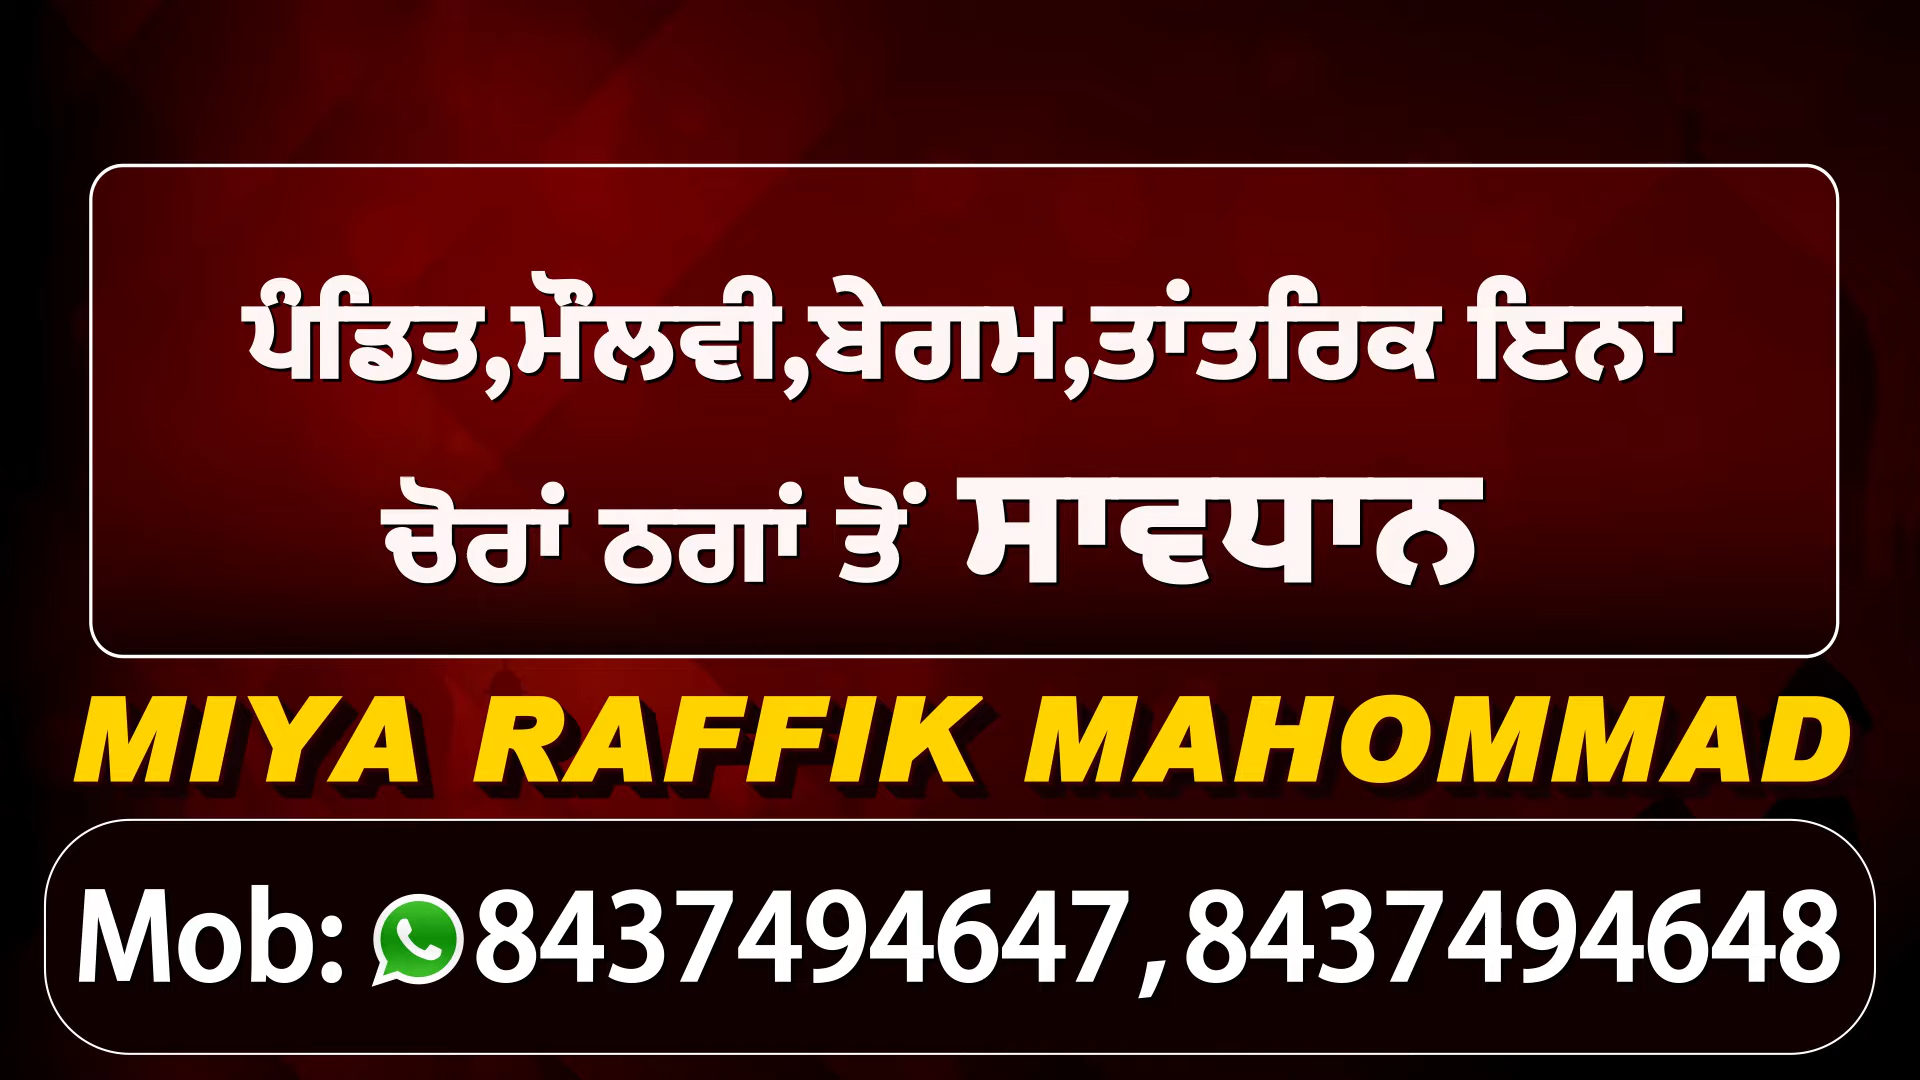 ਪੰਡਿਤ,ਮੌਲਵੀ,ਬੇਗਮ,ਤਾਂਤਰਿਕ ਇਨਾ
ਚੋਰਾਂ ਠਗਾਂ ਤੋਂ ਸਾਵਧਾਨ
MIYA RAFFIK MAHOMMAD
Mob: 8437494647, 8437494648